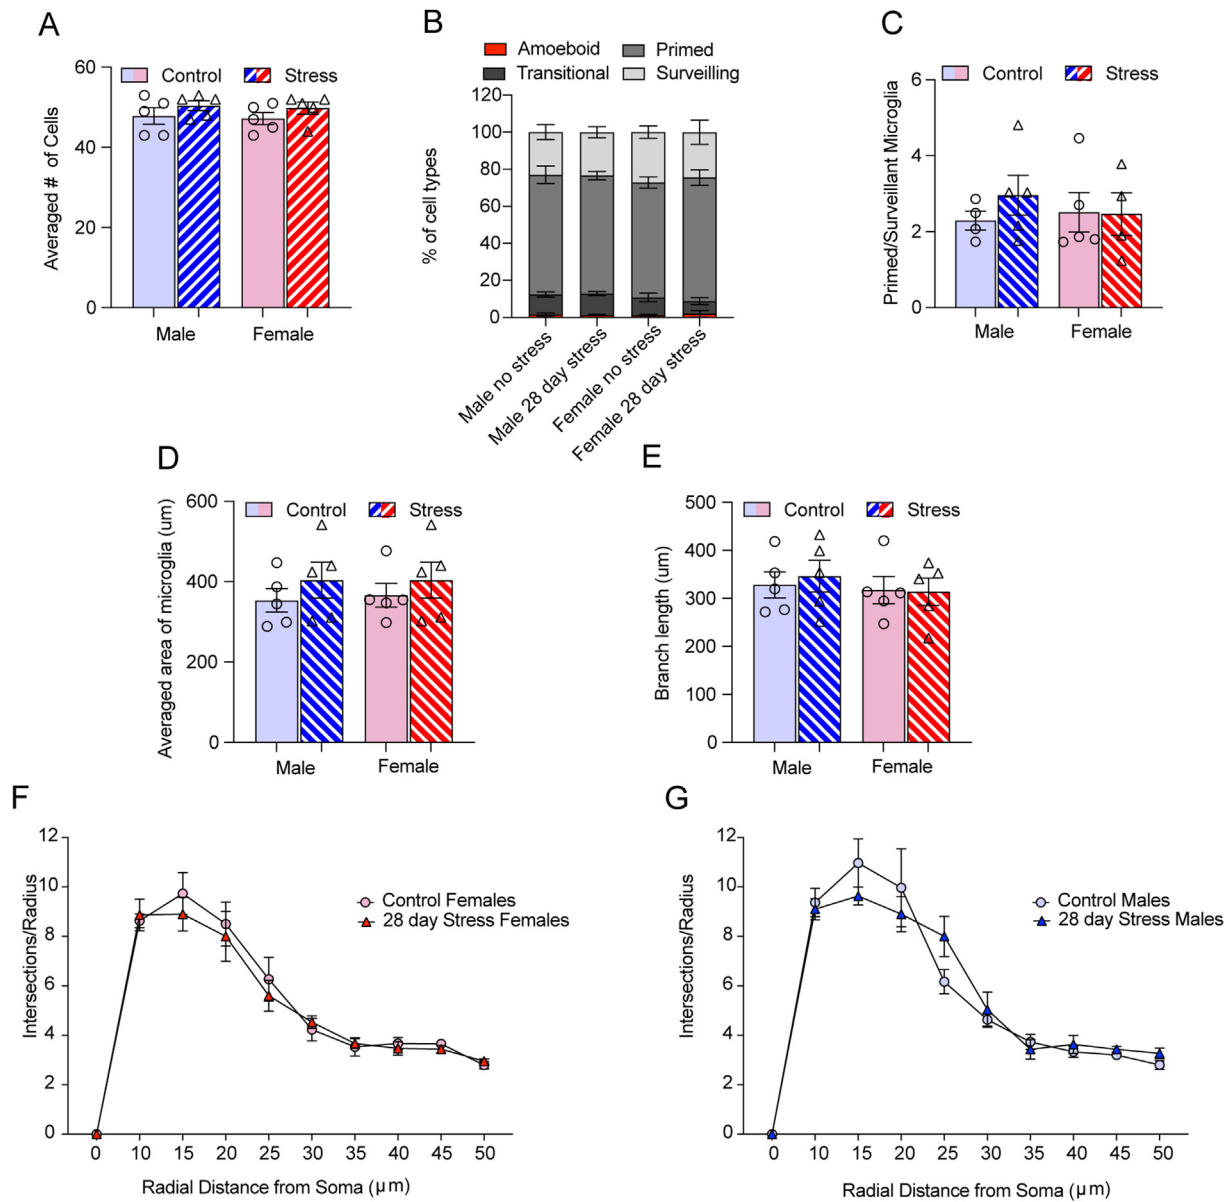 A
Control Stress
60
40
20
0
Averaged # of Cells
Male Female
B
Amoeboid Primed
Transitional Surveilling
120
100
80
60
40
20
0
% of cell types
Male no stress
Male 28 day stress
Female no stress
Female 28 day stress
C
Control Stress
6
4
2
0
Primed/Surveillant Microglia
Male Female
D
Control Stress
600
400
200
0
Averaged area of microglia (um)
Male Female
E
Control Stress
500
400
300
200
100
0
Branch length (um)
Male Female
F
12
10
8
6
4
2
0
Intersections/Radius
Control Females
28 day Stress Females
0 10 15 20 25 30 35 40 45 50
Radial Distance from Soma (μm)
G
12
10
8
6
4
2
0
Intersections/Radius
Control Males
28 day Stress Males
0 10 15 20 25 30 35 40 45 50
Radial Distance from Soma (μm)